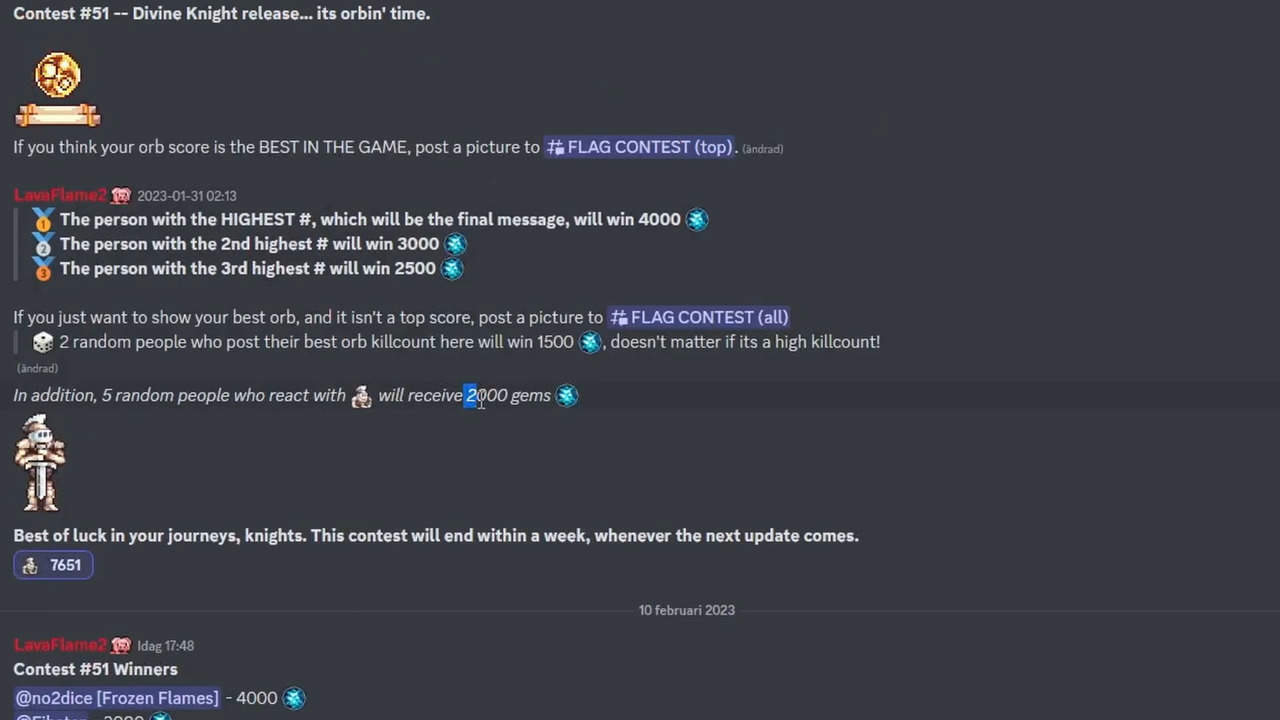 Contest #51 -- Divine Knight release... its orbin' time.
If you think your orb score is the BEST IN THE GAME, post a picture to # FLAG CONTEST (top). (ändrad)
LavaFlame2 2023-01-31 02:13
The person with the HIGHEST #, which will be the final message, will win 4000
The person with the 2nd highest # will win 3000
The person with the 3rd highest # will win 2500
If you just want to show your best orb, and it isn't a top score, post a picture to # FLAG CONTEST (all)
2 random people who post their best orb killcount here will win 1500 , doesn't matter if its a high killcount!
(ändrad)
In addition, 5 random people who react with will receive 2000 gems
Best of luck in your journeys, knights. This contest will end within a week, whenever the next update comes.
7651
10 februari 2023
LavaFlame2 Idag 17:48
Contest #51 Winners
@no2dice [Frozen Flames] - 4000